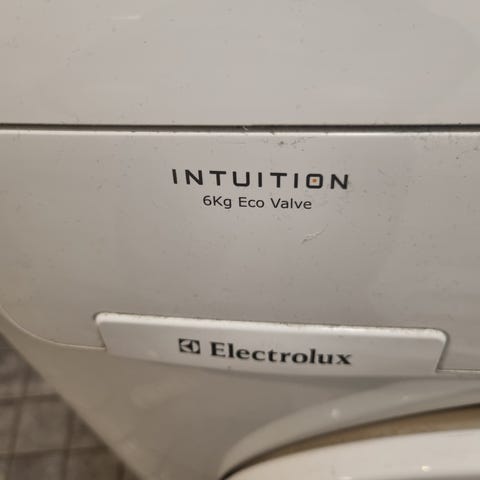 INTUITION
6Kg Eco Valve
Electrolux